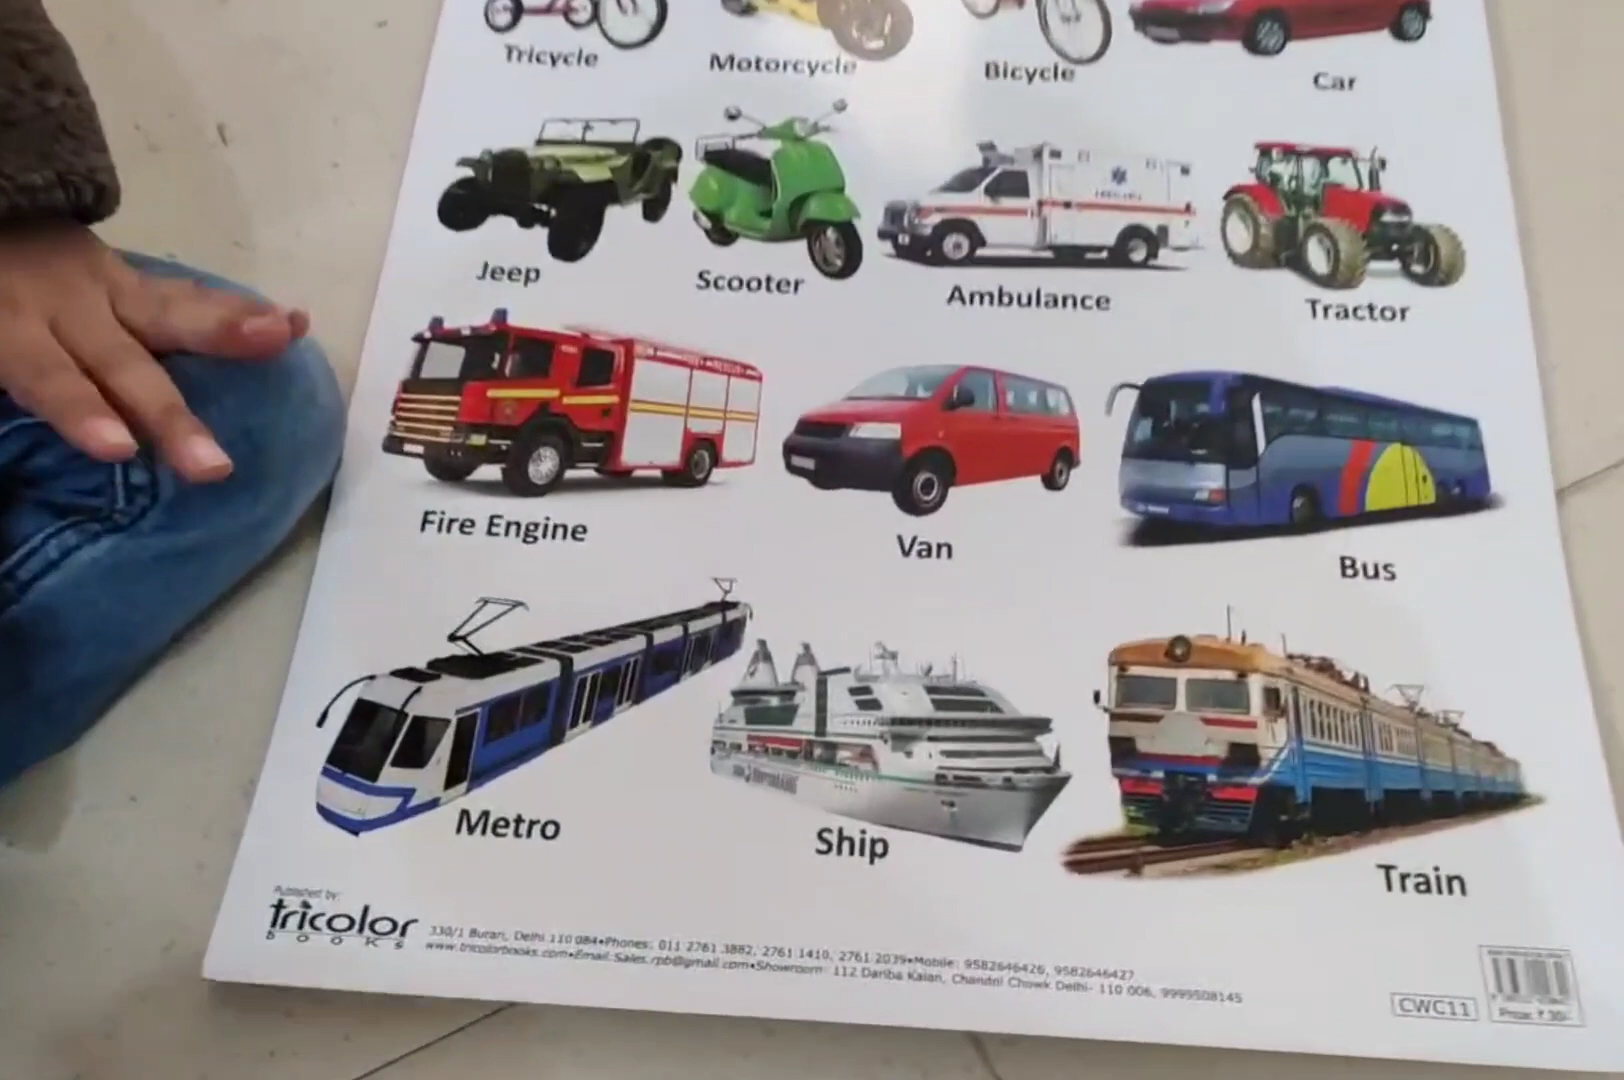 Tricycle
Motorcycle
Bicycle
Car
Jeep
Scooter
Ambulance
Tractor
Fire Engine
Van
Bus
Metro
Ship
Train
Published by:
tricolor
BOOKS
330/1 Burari, Delhi 110 084•Phones: 011 2761 3882, 2761 1410, 2761 2039•Mobile: 9582646426, 9582646427
www.tricolorbooks.com•Email: Sales.rpb@gmail.com•Showroom: 112 Dariba Kalan, Chandni Chowk Delhi- 110 006, 9999508145
CWC11
Price: ₹ 30/-